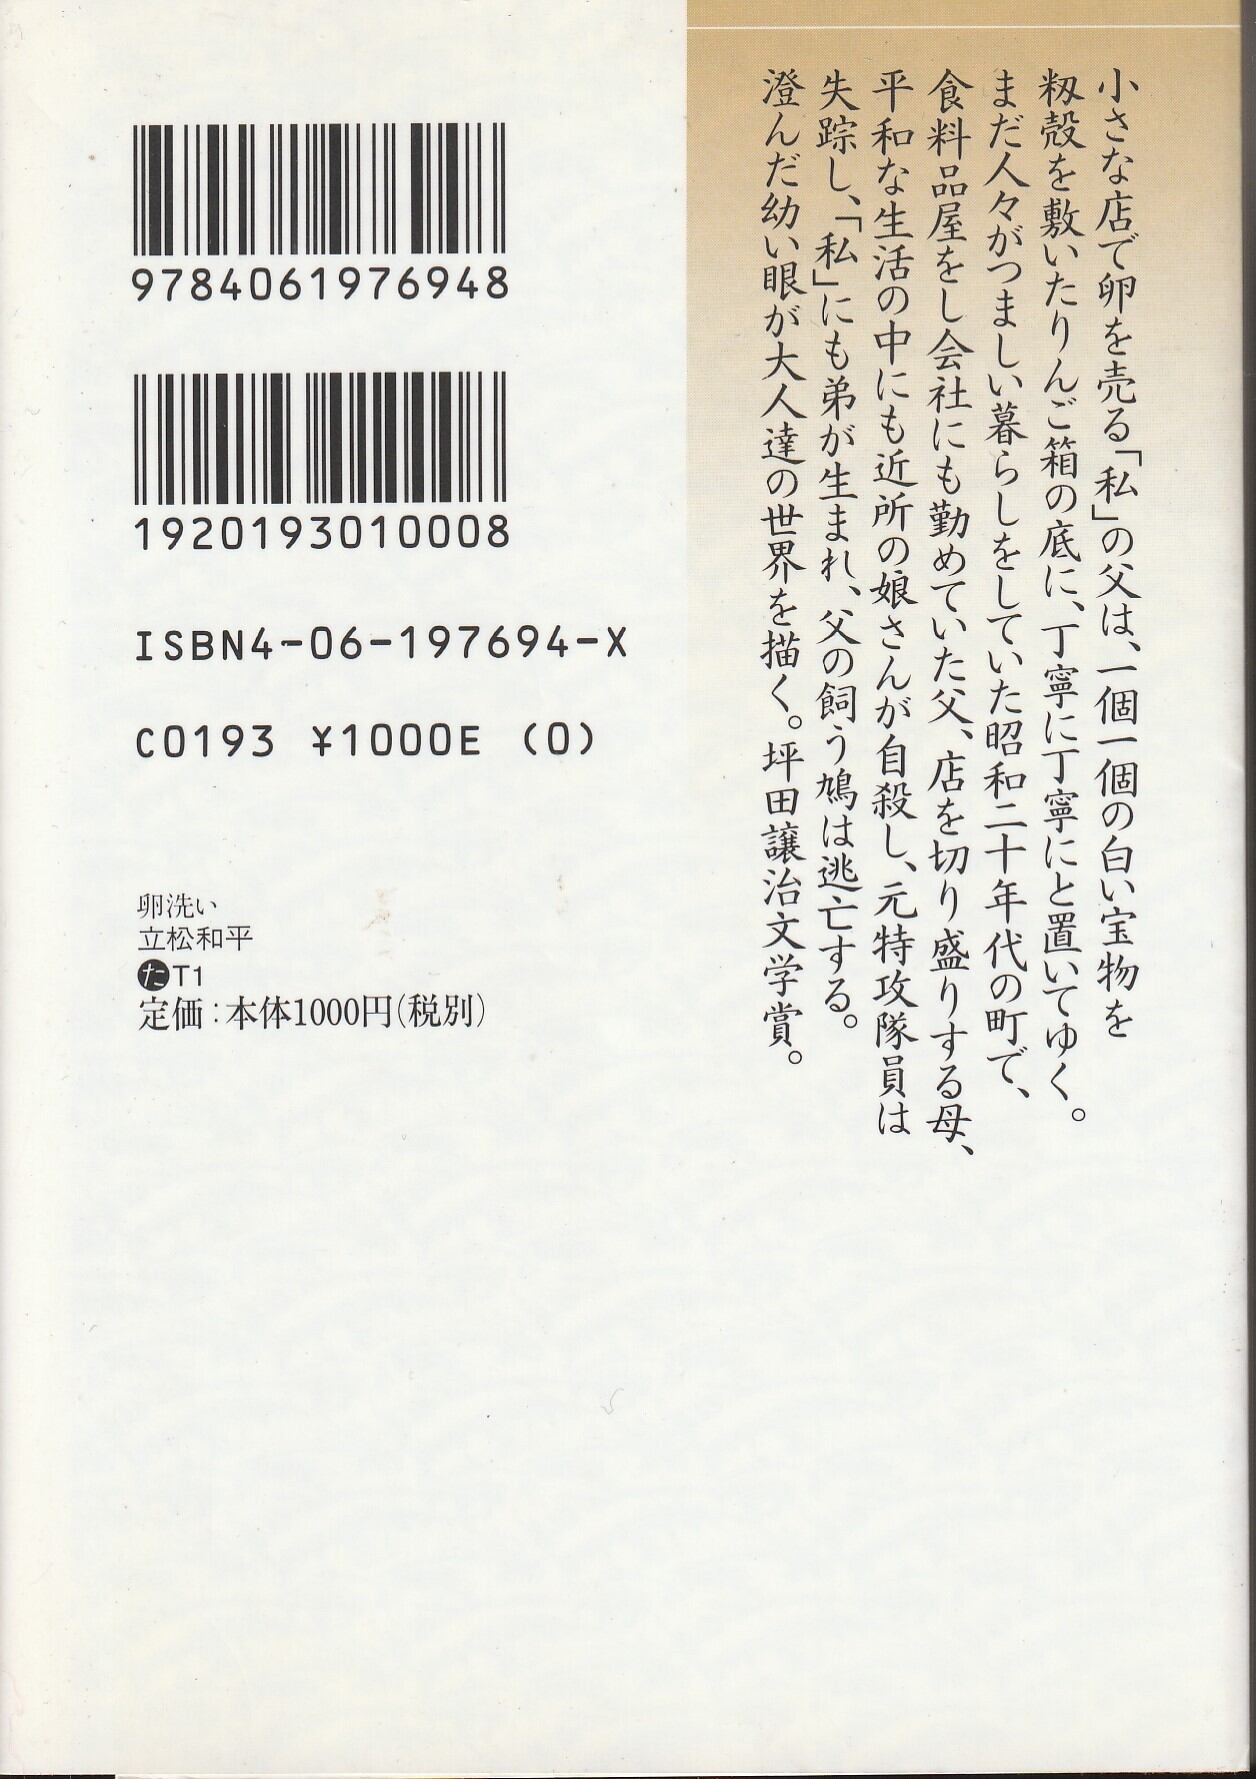 小さな店で卵を売る「私」の父は、一個一個の白い宝物を
籾殻を敷いたりんご箱の底に、丁寧に丁寧にと置いてゆく。
まだ人々がつましい暮らしをしていた昭和二十年代の町で、
食料品屋をし会社にも勤めていた父、店を切り盛りする母、
平和な生活の中にも近所の娘さんが自殺し、元特攻隊員は
失踪し、「私」にも弟が生まれ、父の飼う鳩は逃亡する。
澄んだ幼い眼が大人達の世界を描く。坪田譲治文学賞。
9784061976948
1920193010008
ISBN4-06-197694-X
C0193 ¥1000E (0)
卵洗い
立松和平
たT1
定価:本体1000円(税別)